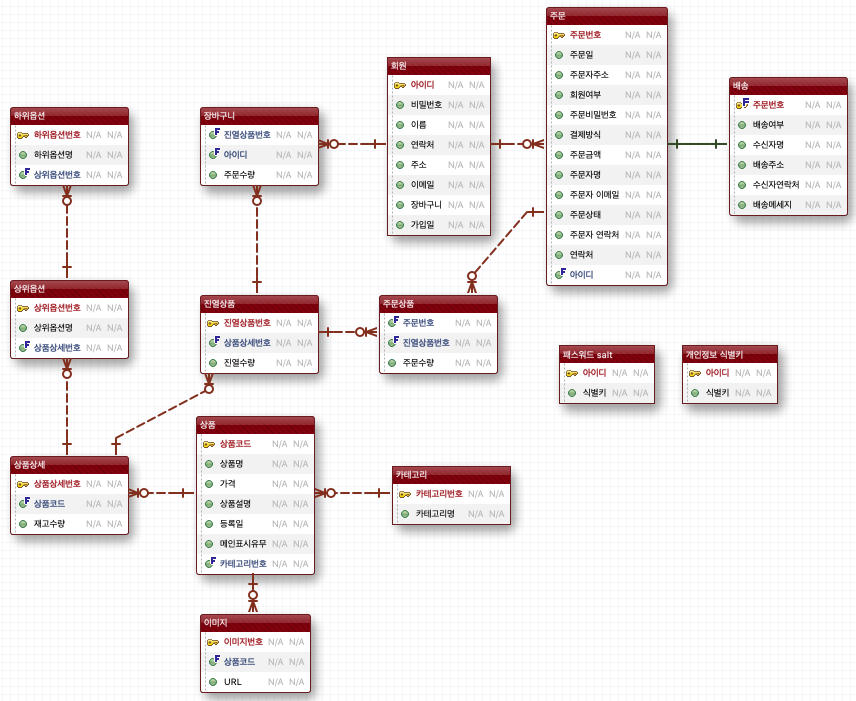 하위옵션
하위옵션번호 N/A N/A
하위옵션명 N/A N/A
상위옵션번호 N/A N/A
장바구니
진열상품번호 N/A N/A
아이디 N/A N/A
주문수량 N/A N/A
회원
아이디 N/A N/A
비밀번호 N/A N/A
이름 N/A N/A
연락처 N/A N/A
주소 N/A N/A
이메일 N/A N/A
장바구니 N/A N/A
가입일 N/A N/A
주문
주문번호 N/A N/A
주문일 N/A N/A
주문자주소 N/A N/A
회원여부 N/A N/A
주문비밀번호 N/A N/A
결제방식 N/A N/A
주문금액 N/A N/A
주문자명 N/A N/A
주문자 이메일 N/A N/A
주문상태 N/A N/A
주문자 연락처 N/A N/A
연락처 N/A N/A
아이디 N/A N/A
배송
주문번호 N/A N/A
배송여부 N/A N/A
수신자명 N/A N/A
배송주소 N/A N/A
수신자연락처 N/A N/A
배송메세지 N/A N/A
상위옵션
상위옵션번호 N/A N/A
상위옵션명 N/A N/A
상품상세번호 N/A N/A
진열상품
진열상품번호 N/A N/A
상품상세번호 N/A N/A
진열수량 N/A N/A
주문상품
주문번호 N/A N/A
진열상품번호 N/A N/A
주문수량 N/A N/A
패스워드 salt
아이디 N/A N/A
식별키 N/A N/A
개인정보 식별키
아이디 N/A N/A
식별키 N/A N/A
상품상세
상품상세번호 N/A N/A
상품코드 N/A N/A
재고수량 N/A N/A
상품
상품코드 N/A N/A
상품명 N/A N/A
가격 N/A N/A
상품설명 N/A N/A
등록일 N/A N/A
메인표시유무 N/A N/A
카테고리번호 N/A N/A
카테고리
카테고리번호 N/A N/A
카테고리명 N/A N/A
이미지
이미지번호 N/A N/A
상품코드 N/A N/A
URL N/A N/A